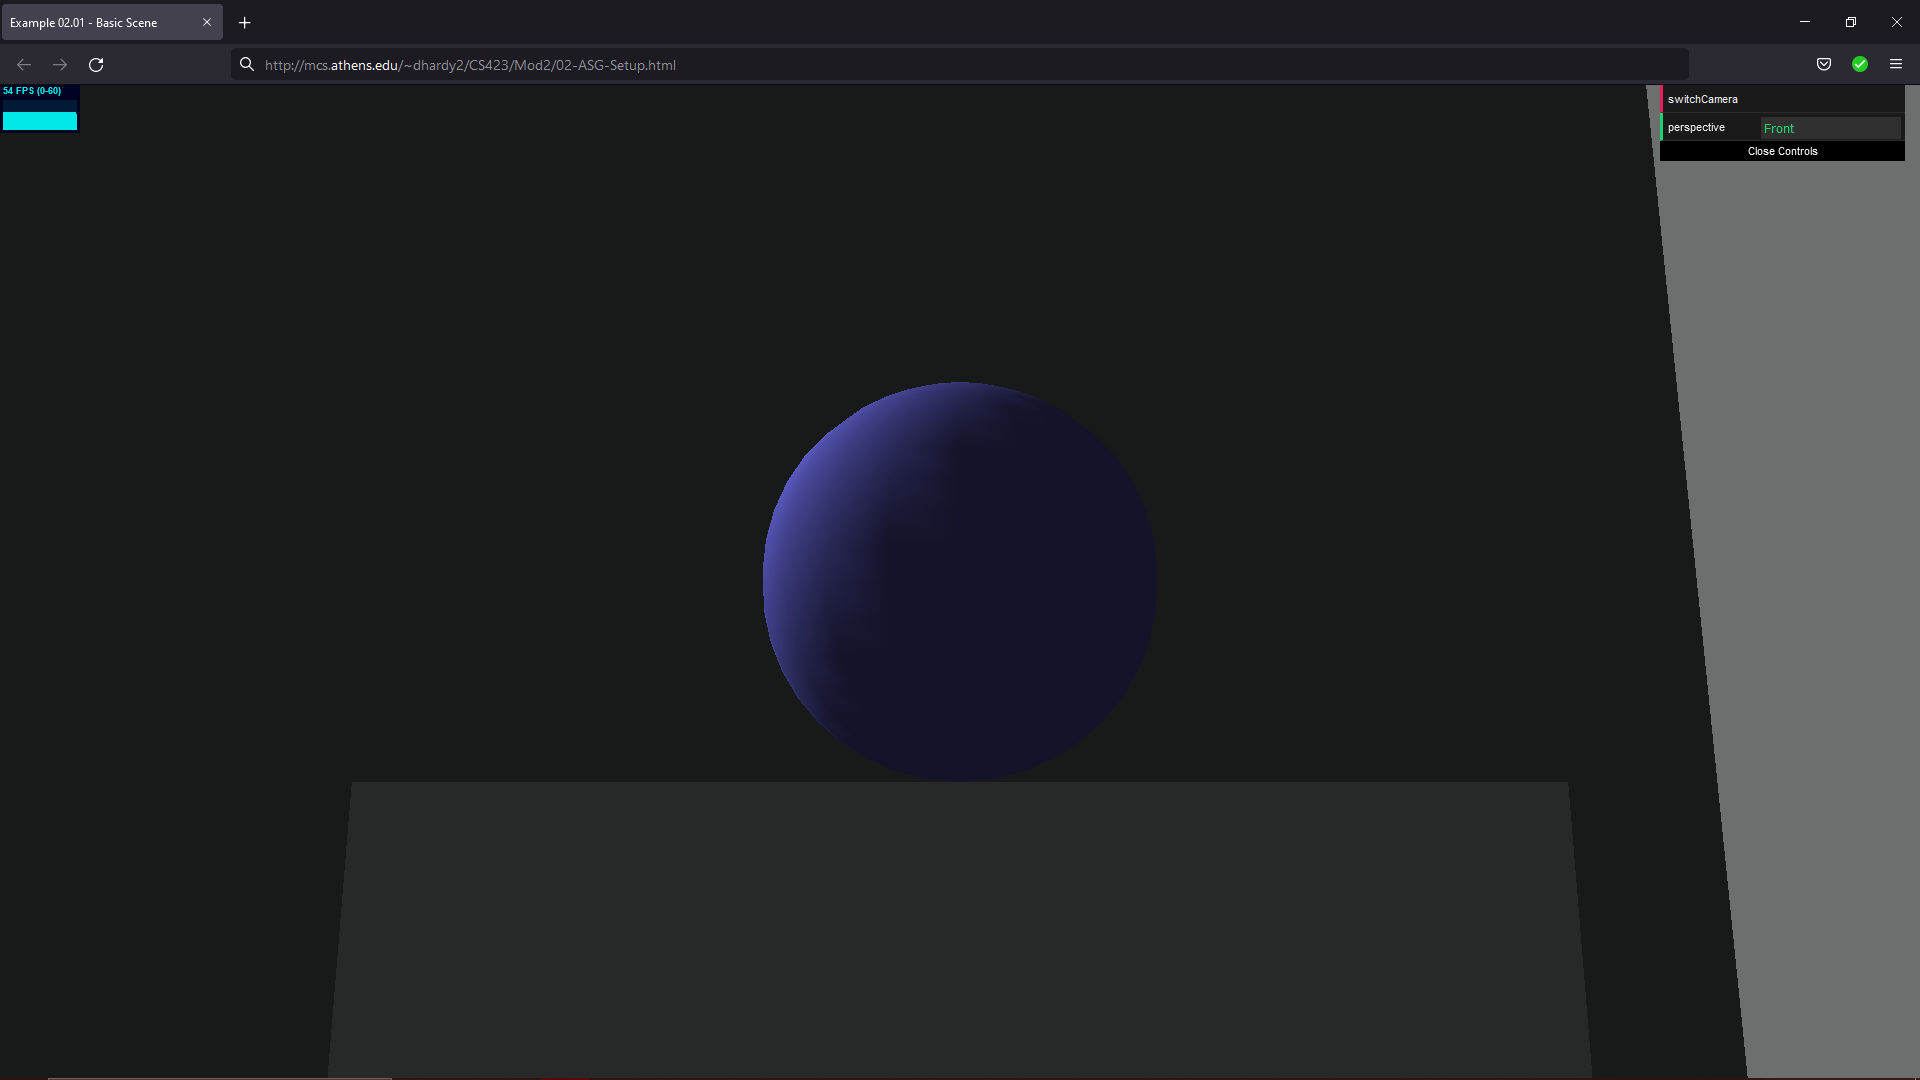 Example 02.01 - Basic Scene
http://mcs.athens.edu/~dhardy2/CS423/Mod2/02-ASG-Setup.html
54 FPS (0-60)
switchCamera
perspective Front
Close Controls